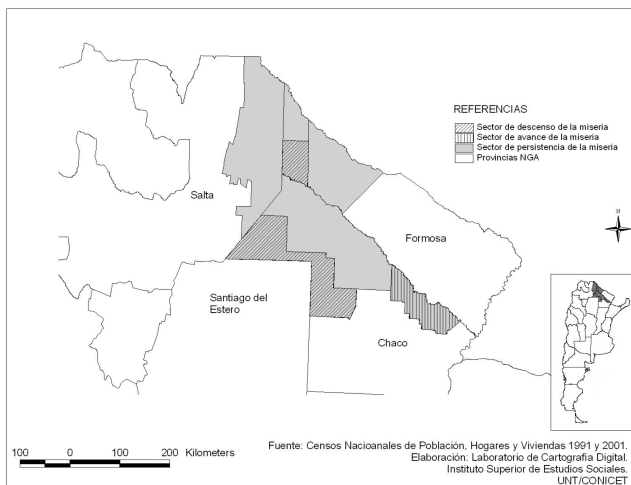 REFERENCIAS
Sector de descenso de la miseria
Sector de avance de la miseria
Sector de persistencia de la miseria
Provincias NGA
N
Salta
Formosa
Santiago del
Estero
Chaco
100 0 100 200 Kilometers
Fuente: Censos Nacioanales de Población, Hogares y Viviendas 1991 y 2001.
Elaboración: Laboratorio de Cartografía Digital.
Instituto Superior de Estudios Sociales.
UNT/CONICET